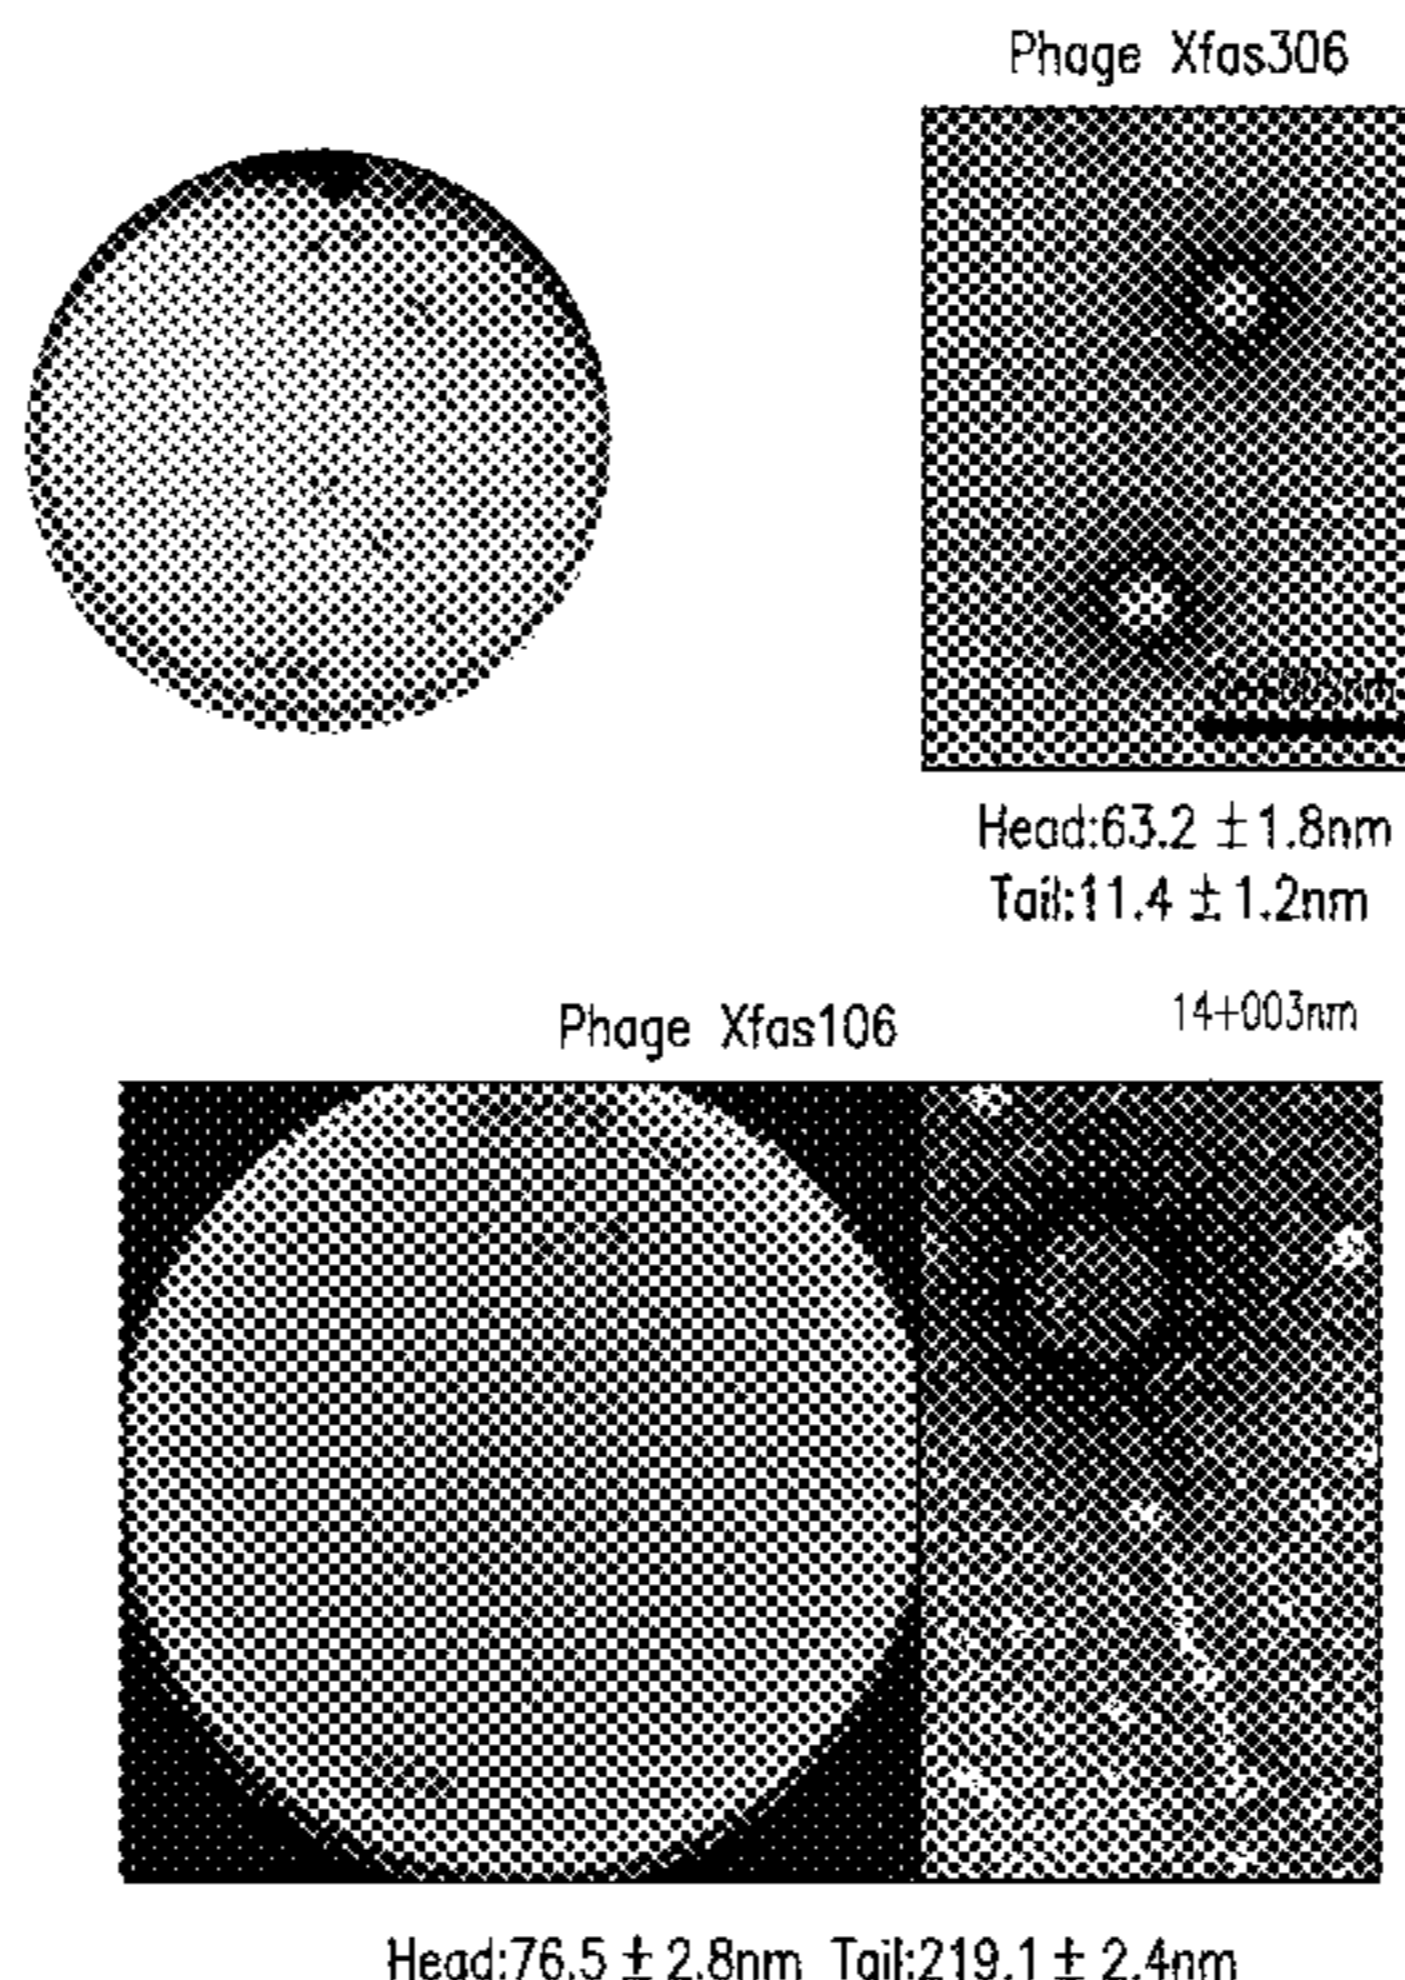 Phage Xfas306
Head:63.2 ±1.8nm
Tail:11.4 ±1.2nm
Phage Xfas106
14+003nm
Head:76.5 ± 2.8nm Tail:219.1 ± 2.4nm